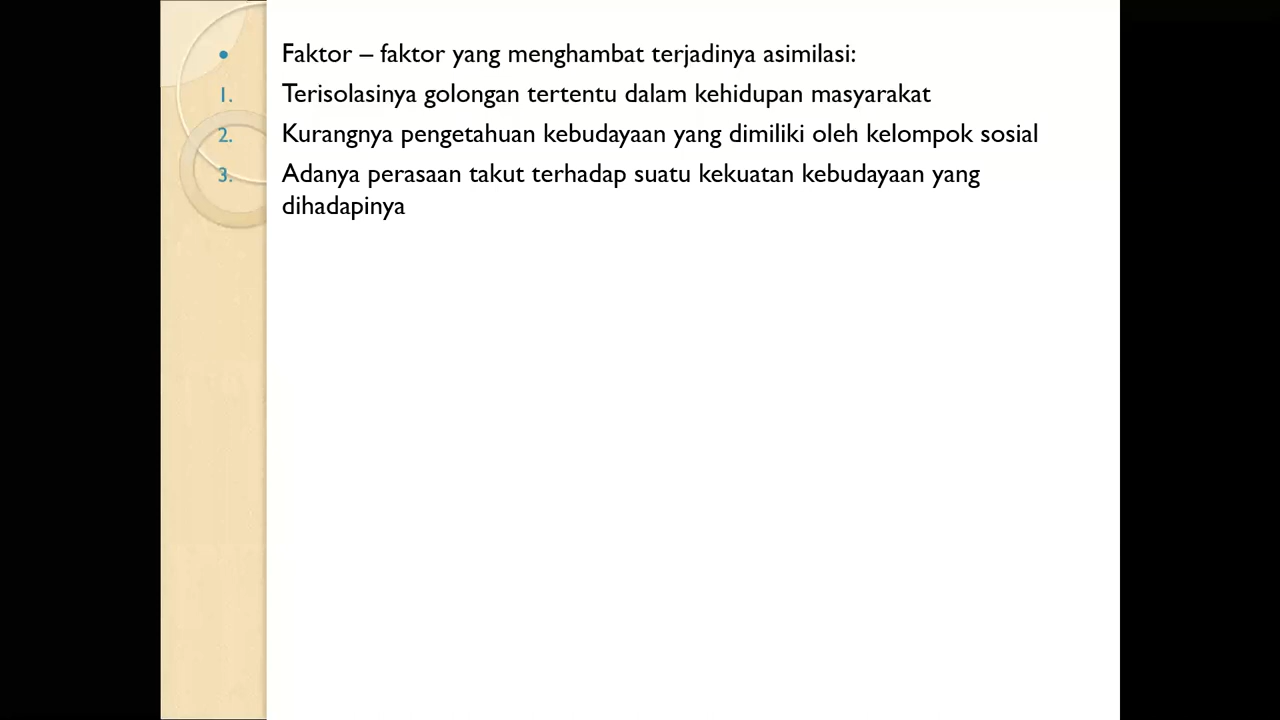 • Faktor – faktor yang menghambat terjadinya asimilasi:
1. Terisolasinya golongan tertentu dalam kehidupan masyarakat
2. Kurangnya pengetahuan kebudayaan yang dimiliki oleh kelompok sosial
3. Adanya perasaan takut terhadap suatu kekuatan kebudayaan yang
dihadapinya